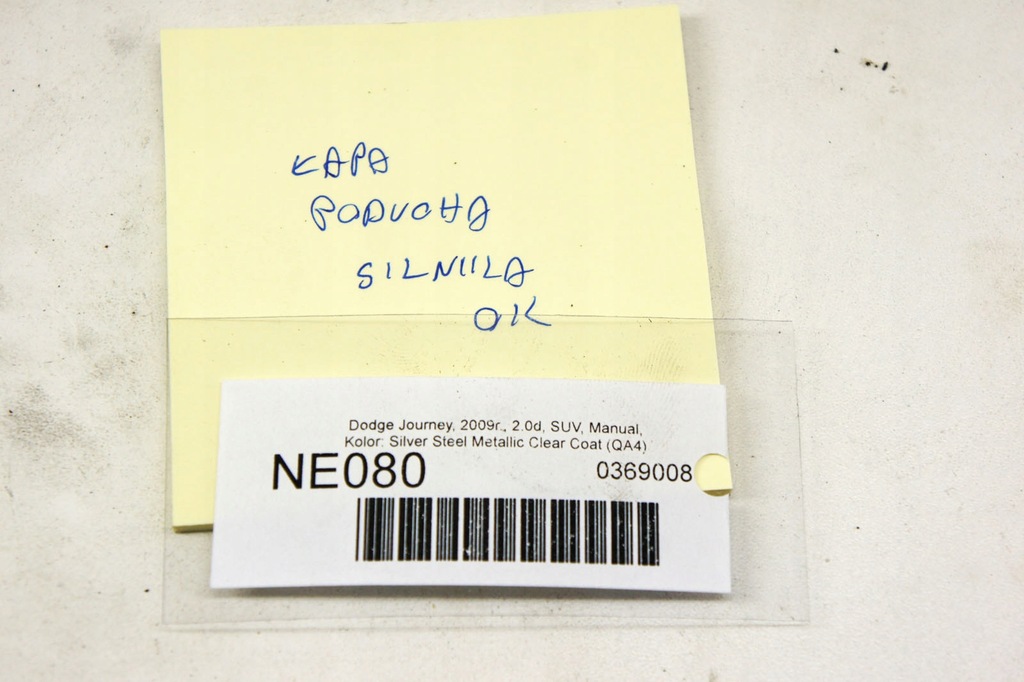 ŁAPA
PODUCHA
SILNIKA
OK
Dodge Journey, 2009r., 2.0d, SUV, Manual,
Kolor: Silver Steel Metallic Clear Coat (QA4)
NE080 0369008